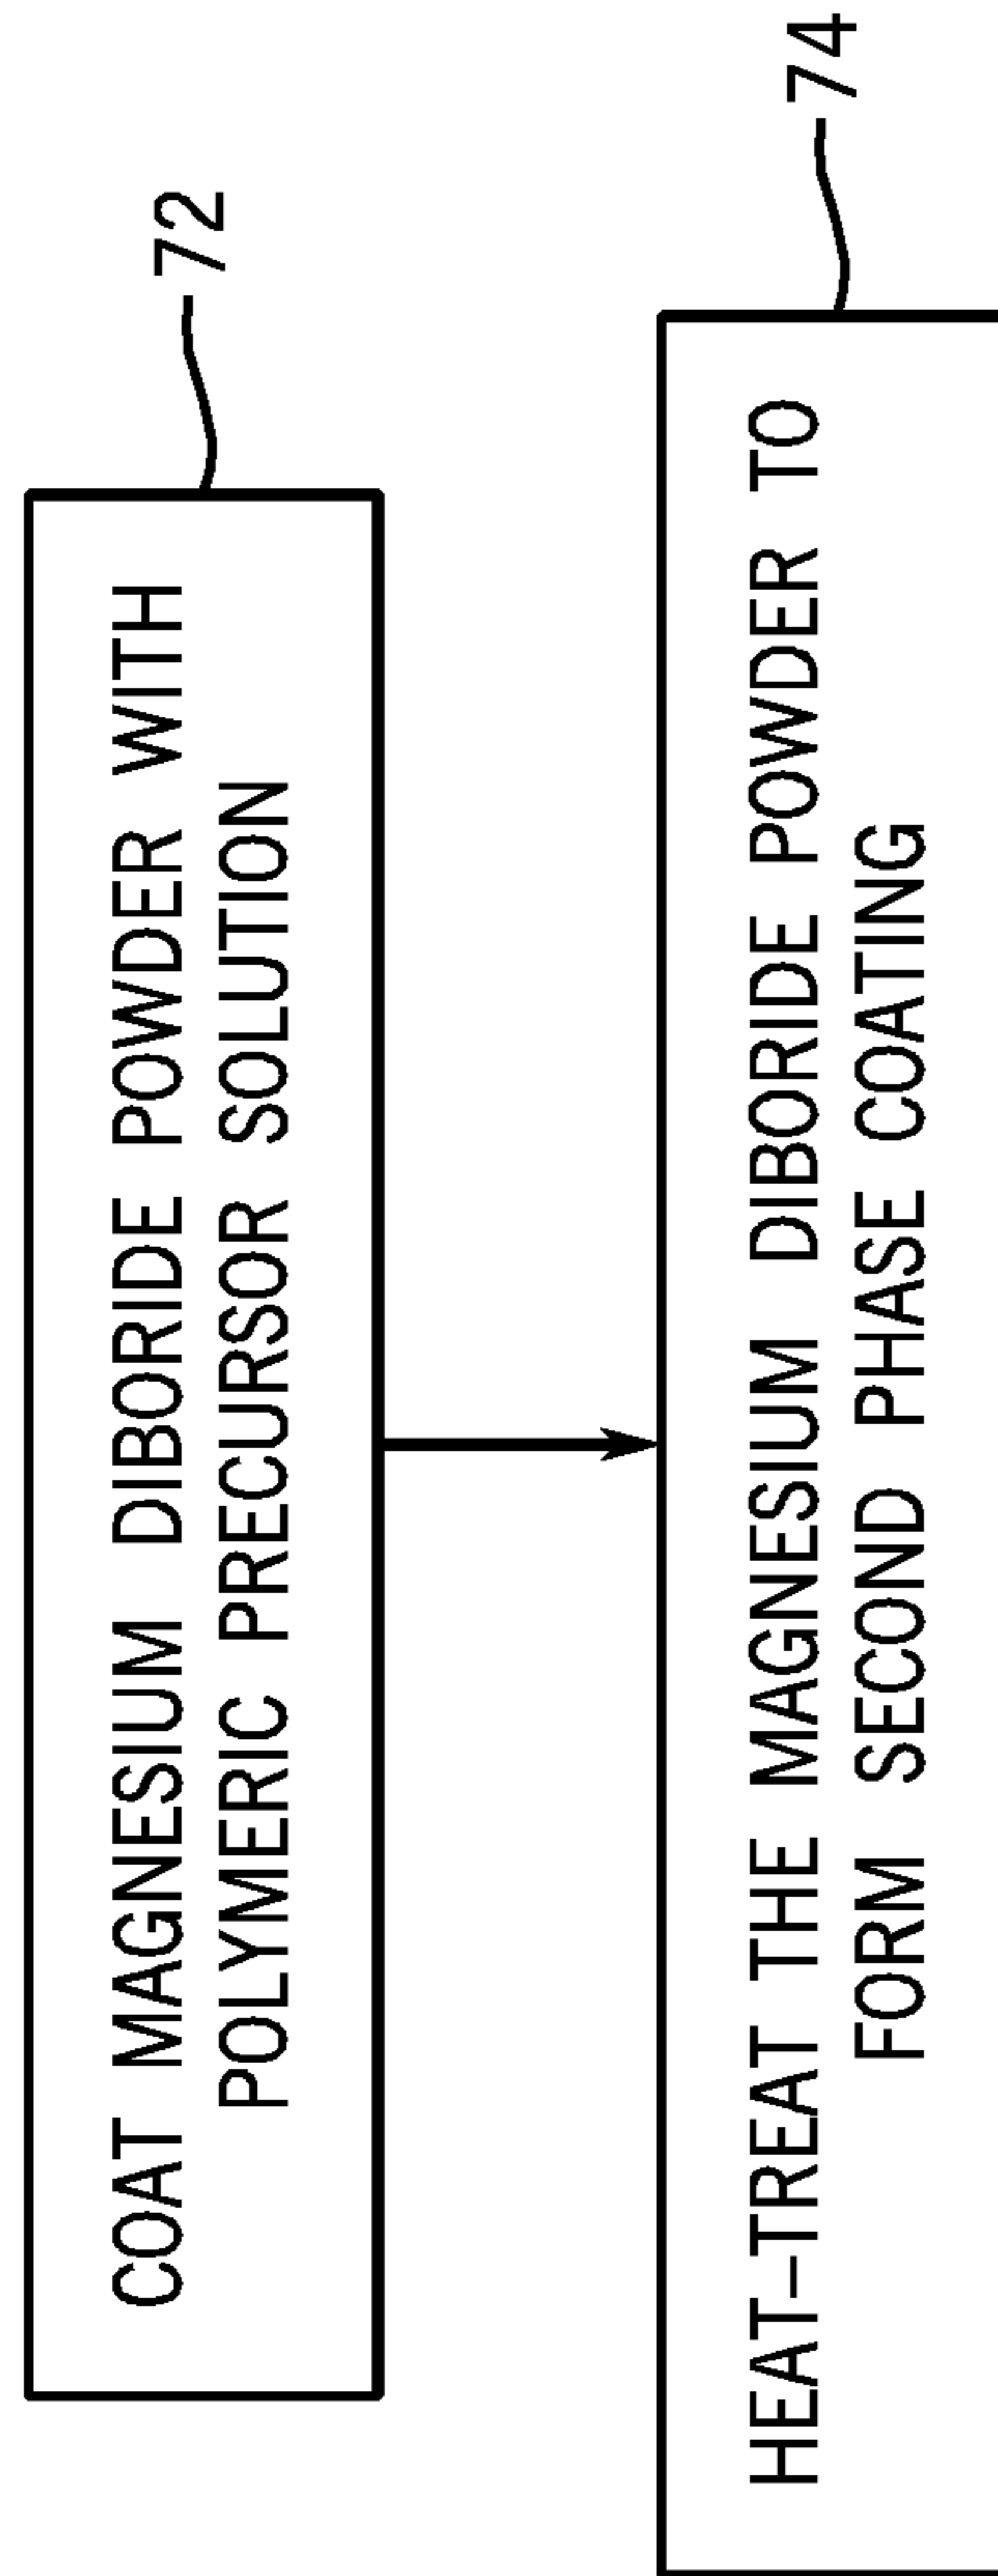 COAT MAGNESIUM DIBORIDE POWDER WITH
POLYMERIC PRECURSOR SOLUTION
72
HEAT-TREAT THE MAGNESIUM DIBORIDE POWDER TO
FORM SECOND PHASE COATING
74